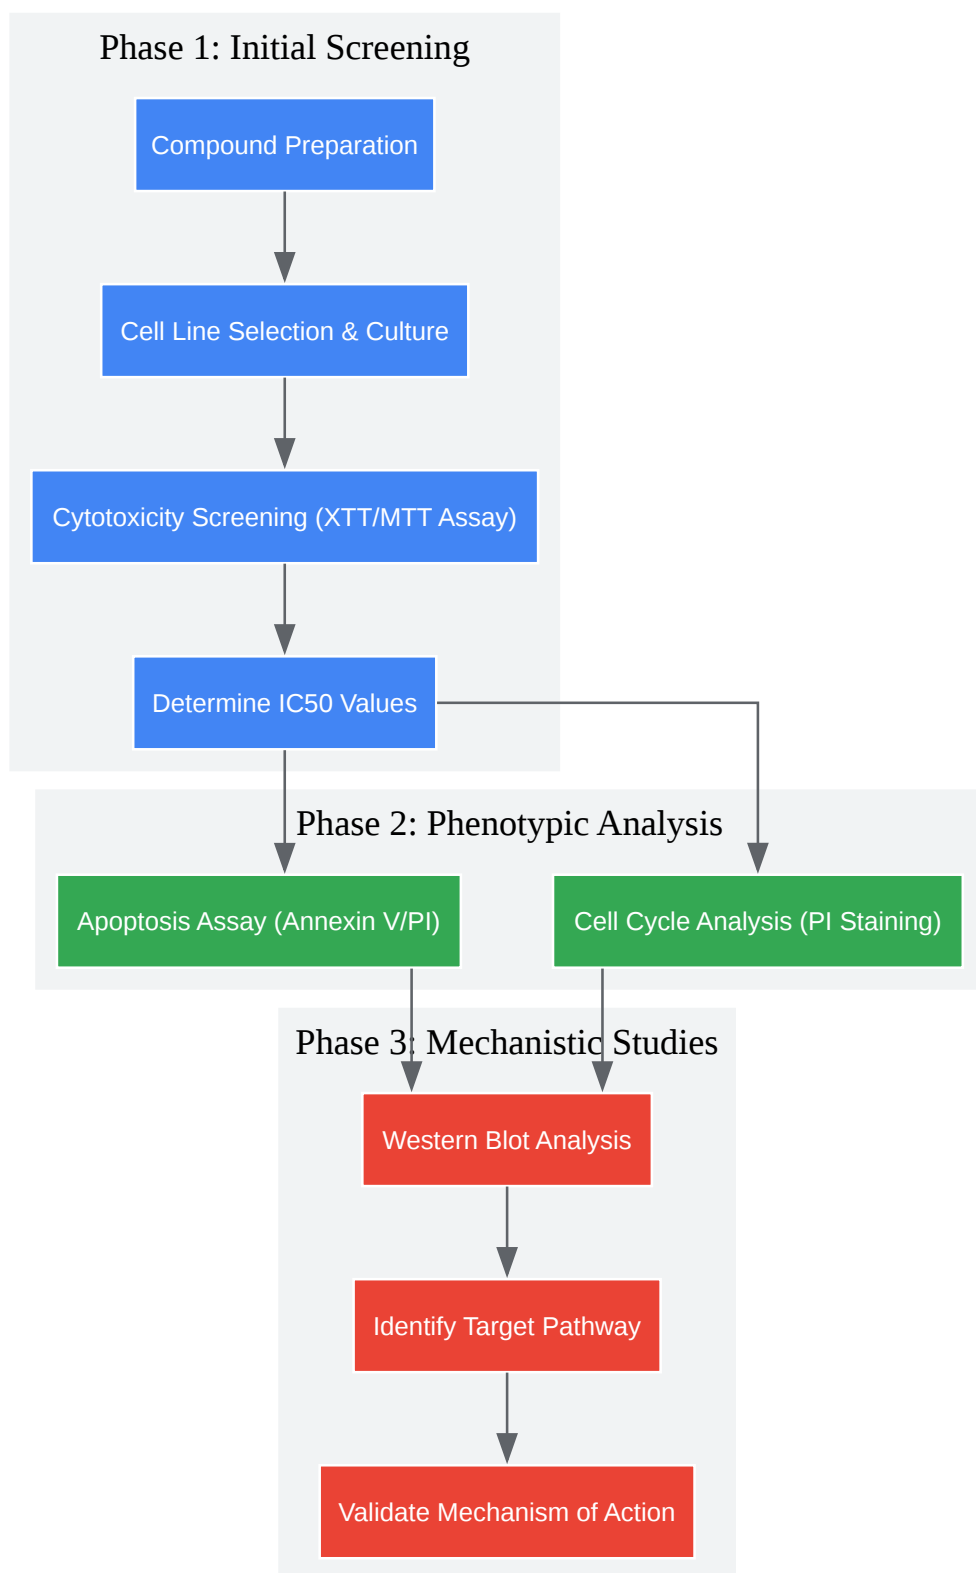 Phase 1: Initial Screening
Compound Preparation
Cell Line Selection & Culture
Cytotoxicity Screening (XTT/MTT Assay)
Determine IC50 Values
Phase 2: Phenotypic Analysis
Apoptosis Assay (Annexin V/PI)
Cell Cycle Analysis (PI Staining)
Phase 3: Mechanistic Studies
Western Blot Analysis
Identify Target Pathway
Validate Mechanism of Action